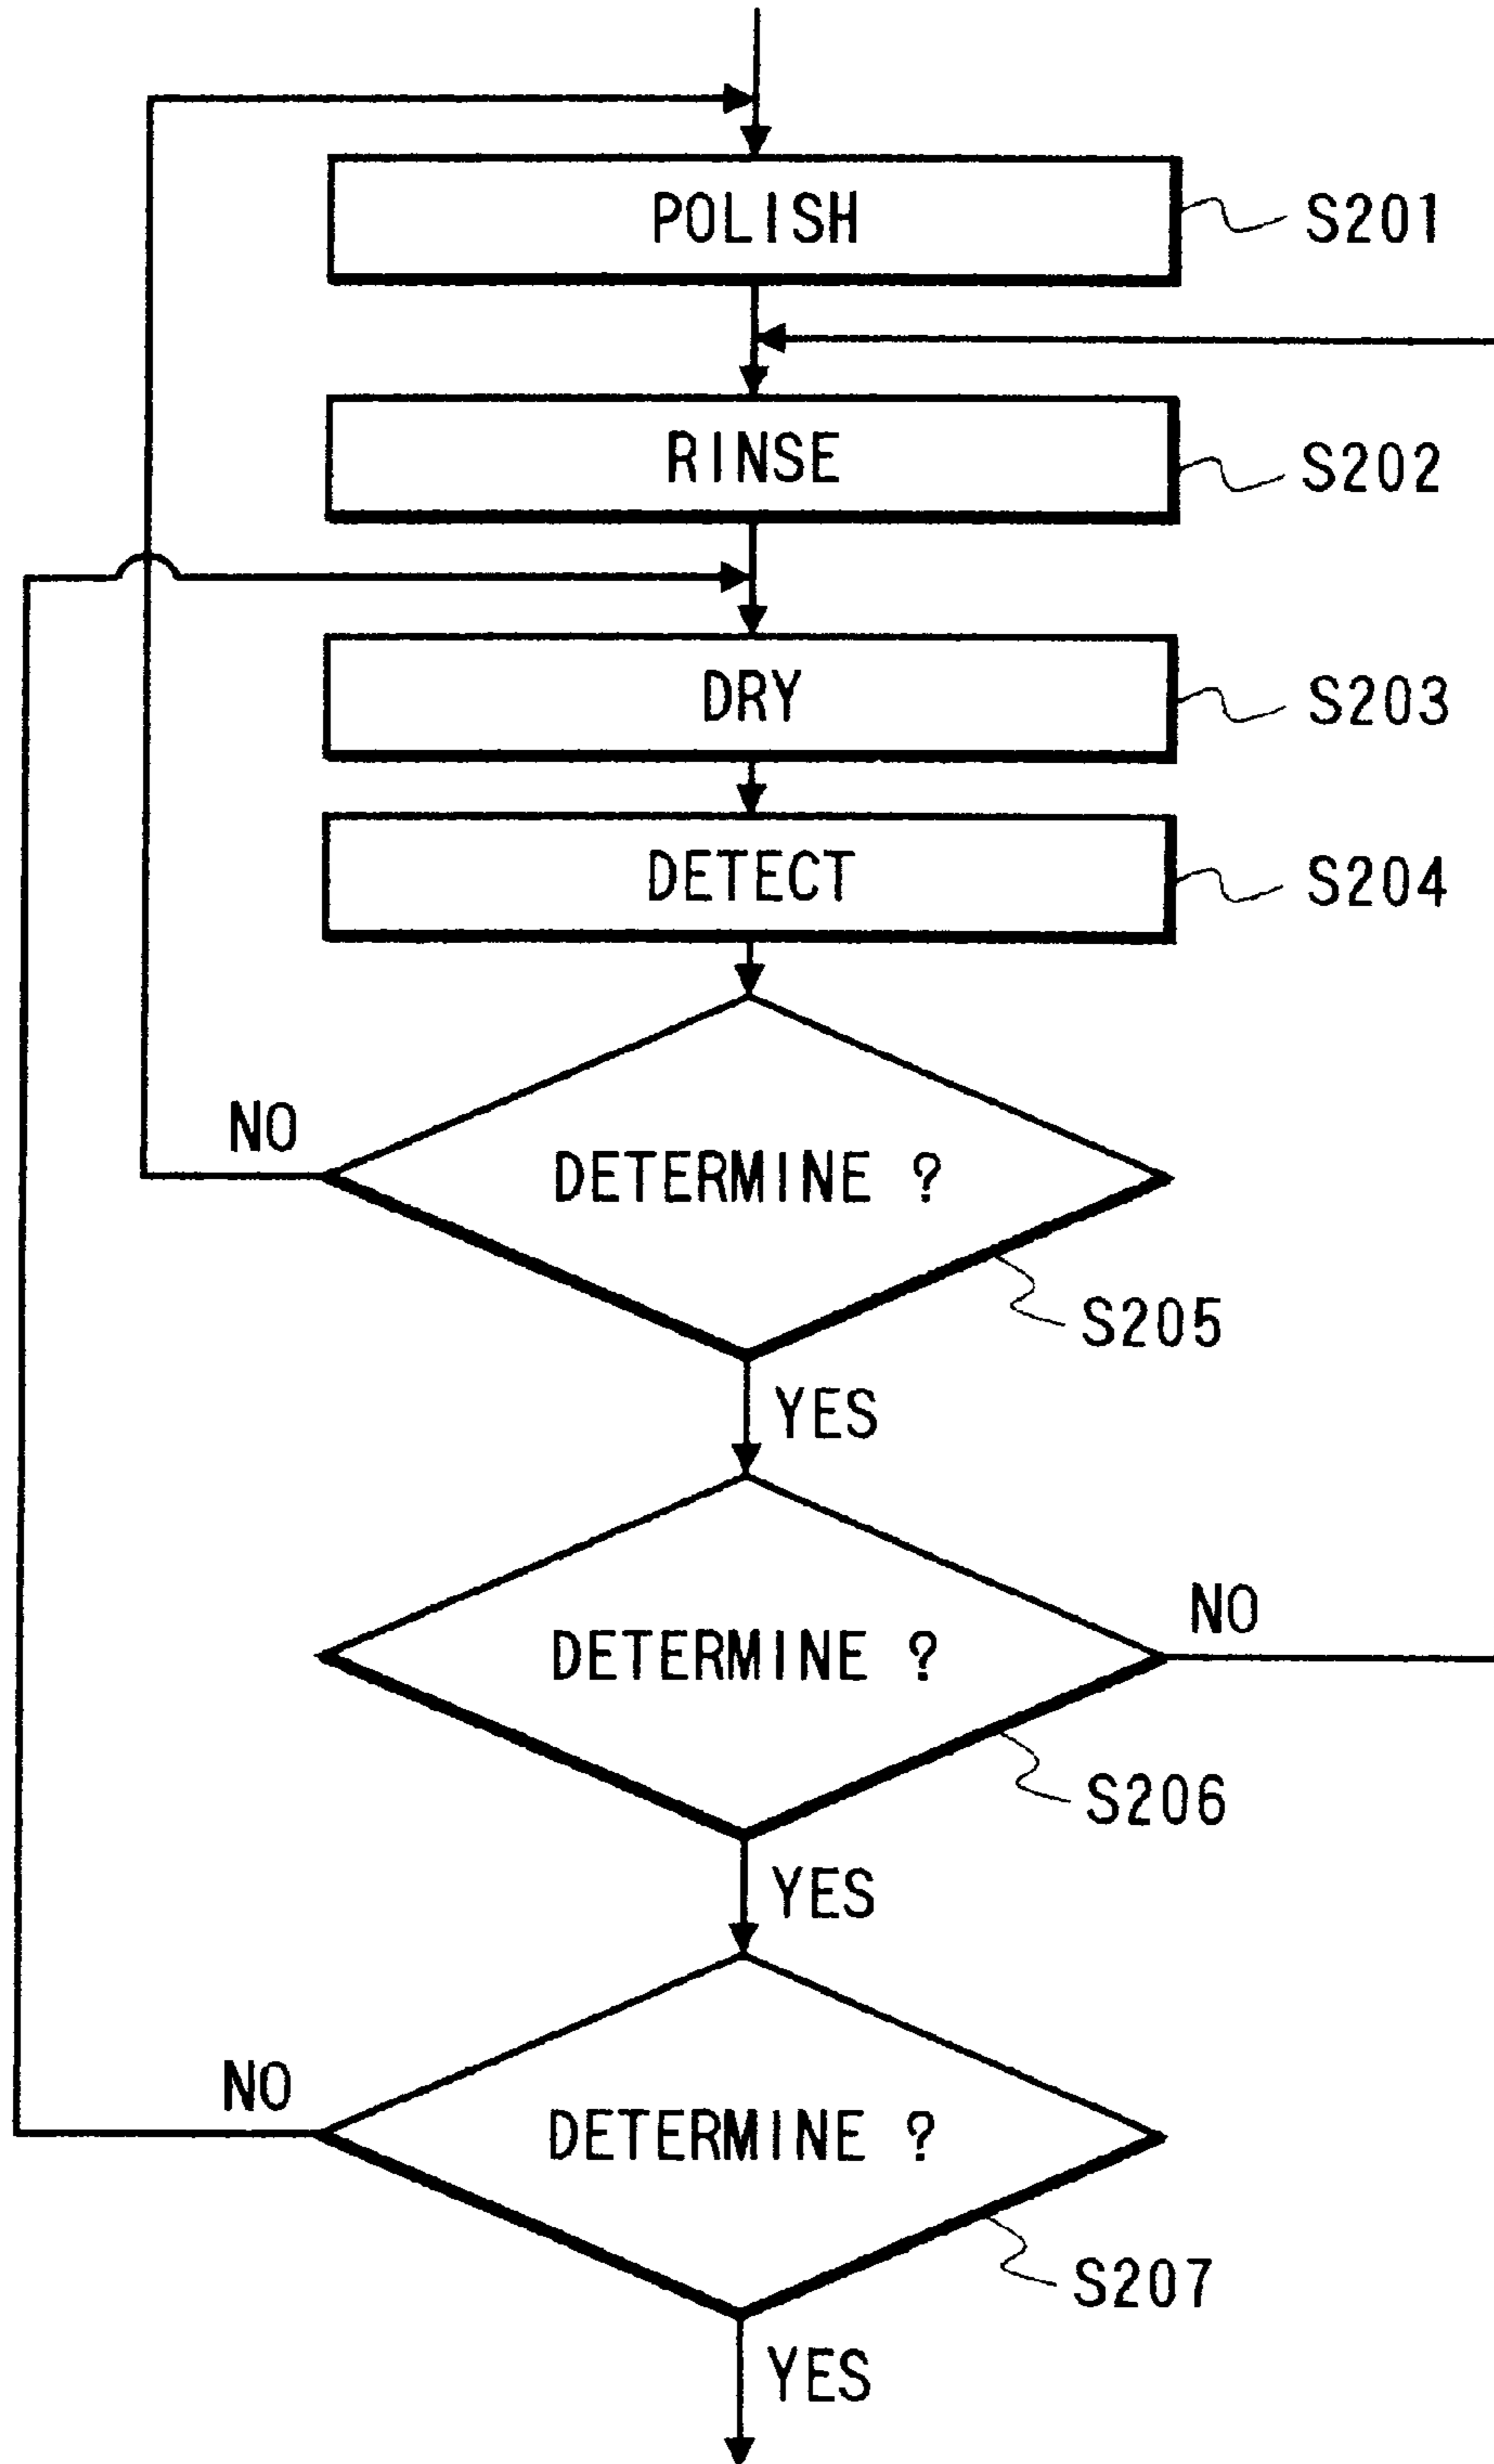 POLISH S201
RINSE S202
DRY S203
DETECT S204
NO
DETERMINE ?
S205
YES
NO
DETERMINE ?
S206
YES
NO
DETERMINE ?
S207
YES